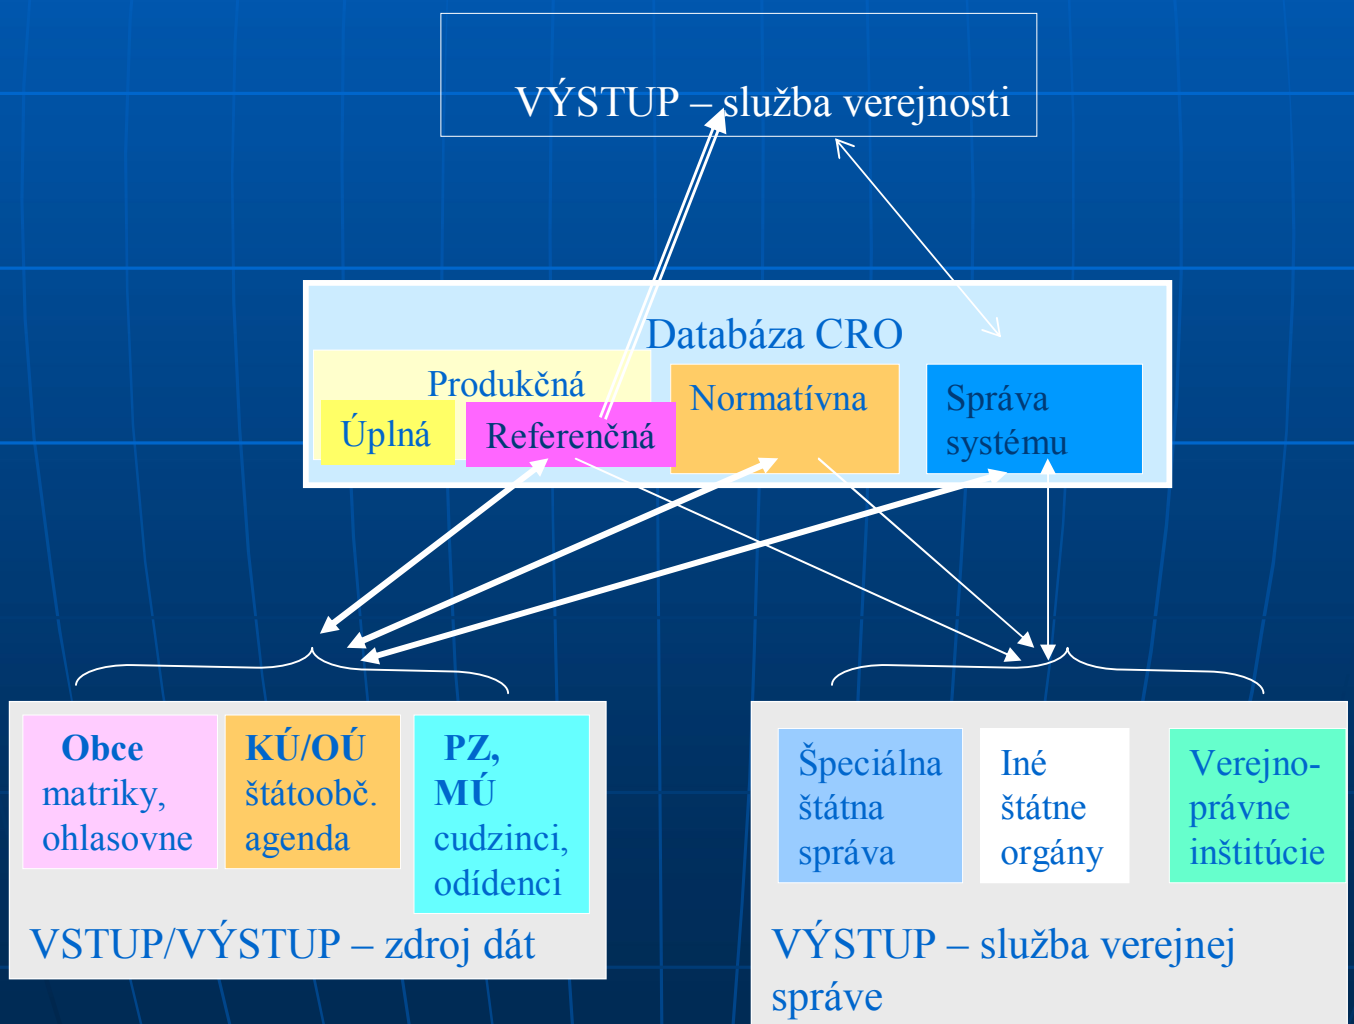 VÝSTUP – služba verejnosti
Databáza CRO
Produkčná
Úplná
Referenčná
Normatívna
Správa
systému
Obce
matriky,
ohlasovne
KÚ/OÚ
štátoobč.
agenda
PZ,
MÚ
cudzinci,
odídenci
VSTUP/VÝSTUP – zdroj dát
Špeciálna
štátna
správa
Iné
štátne
orgány
Verejno-
právne
inštitúcie
VÝSTUP – služba verejnej
správe